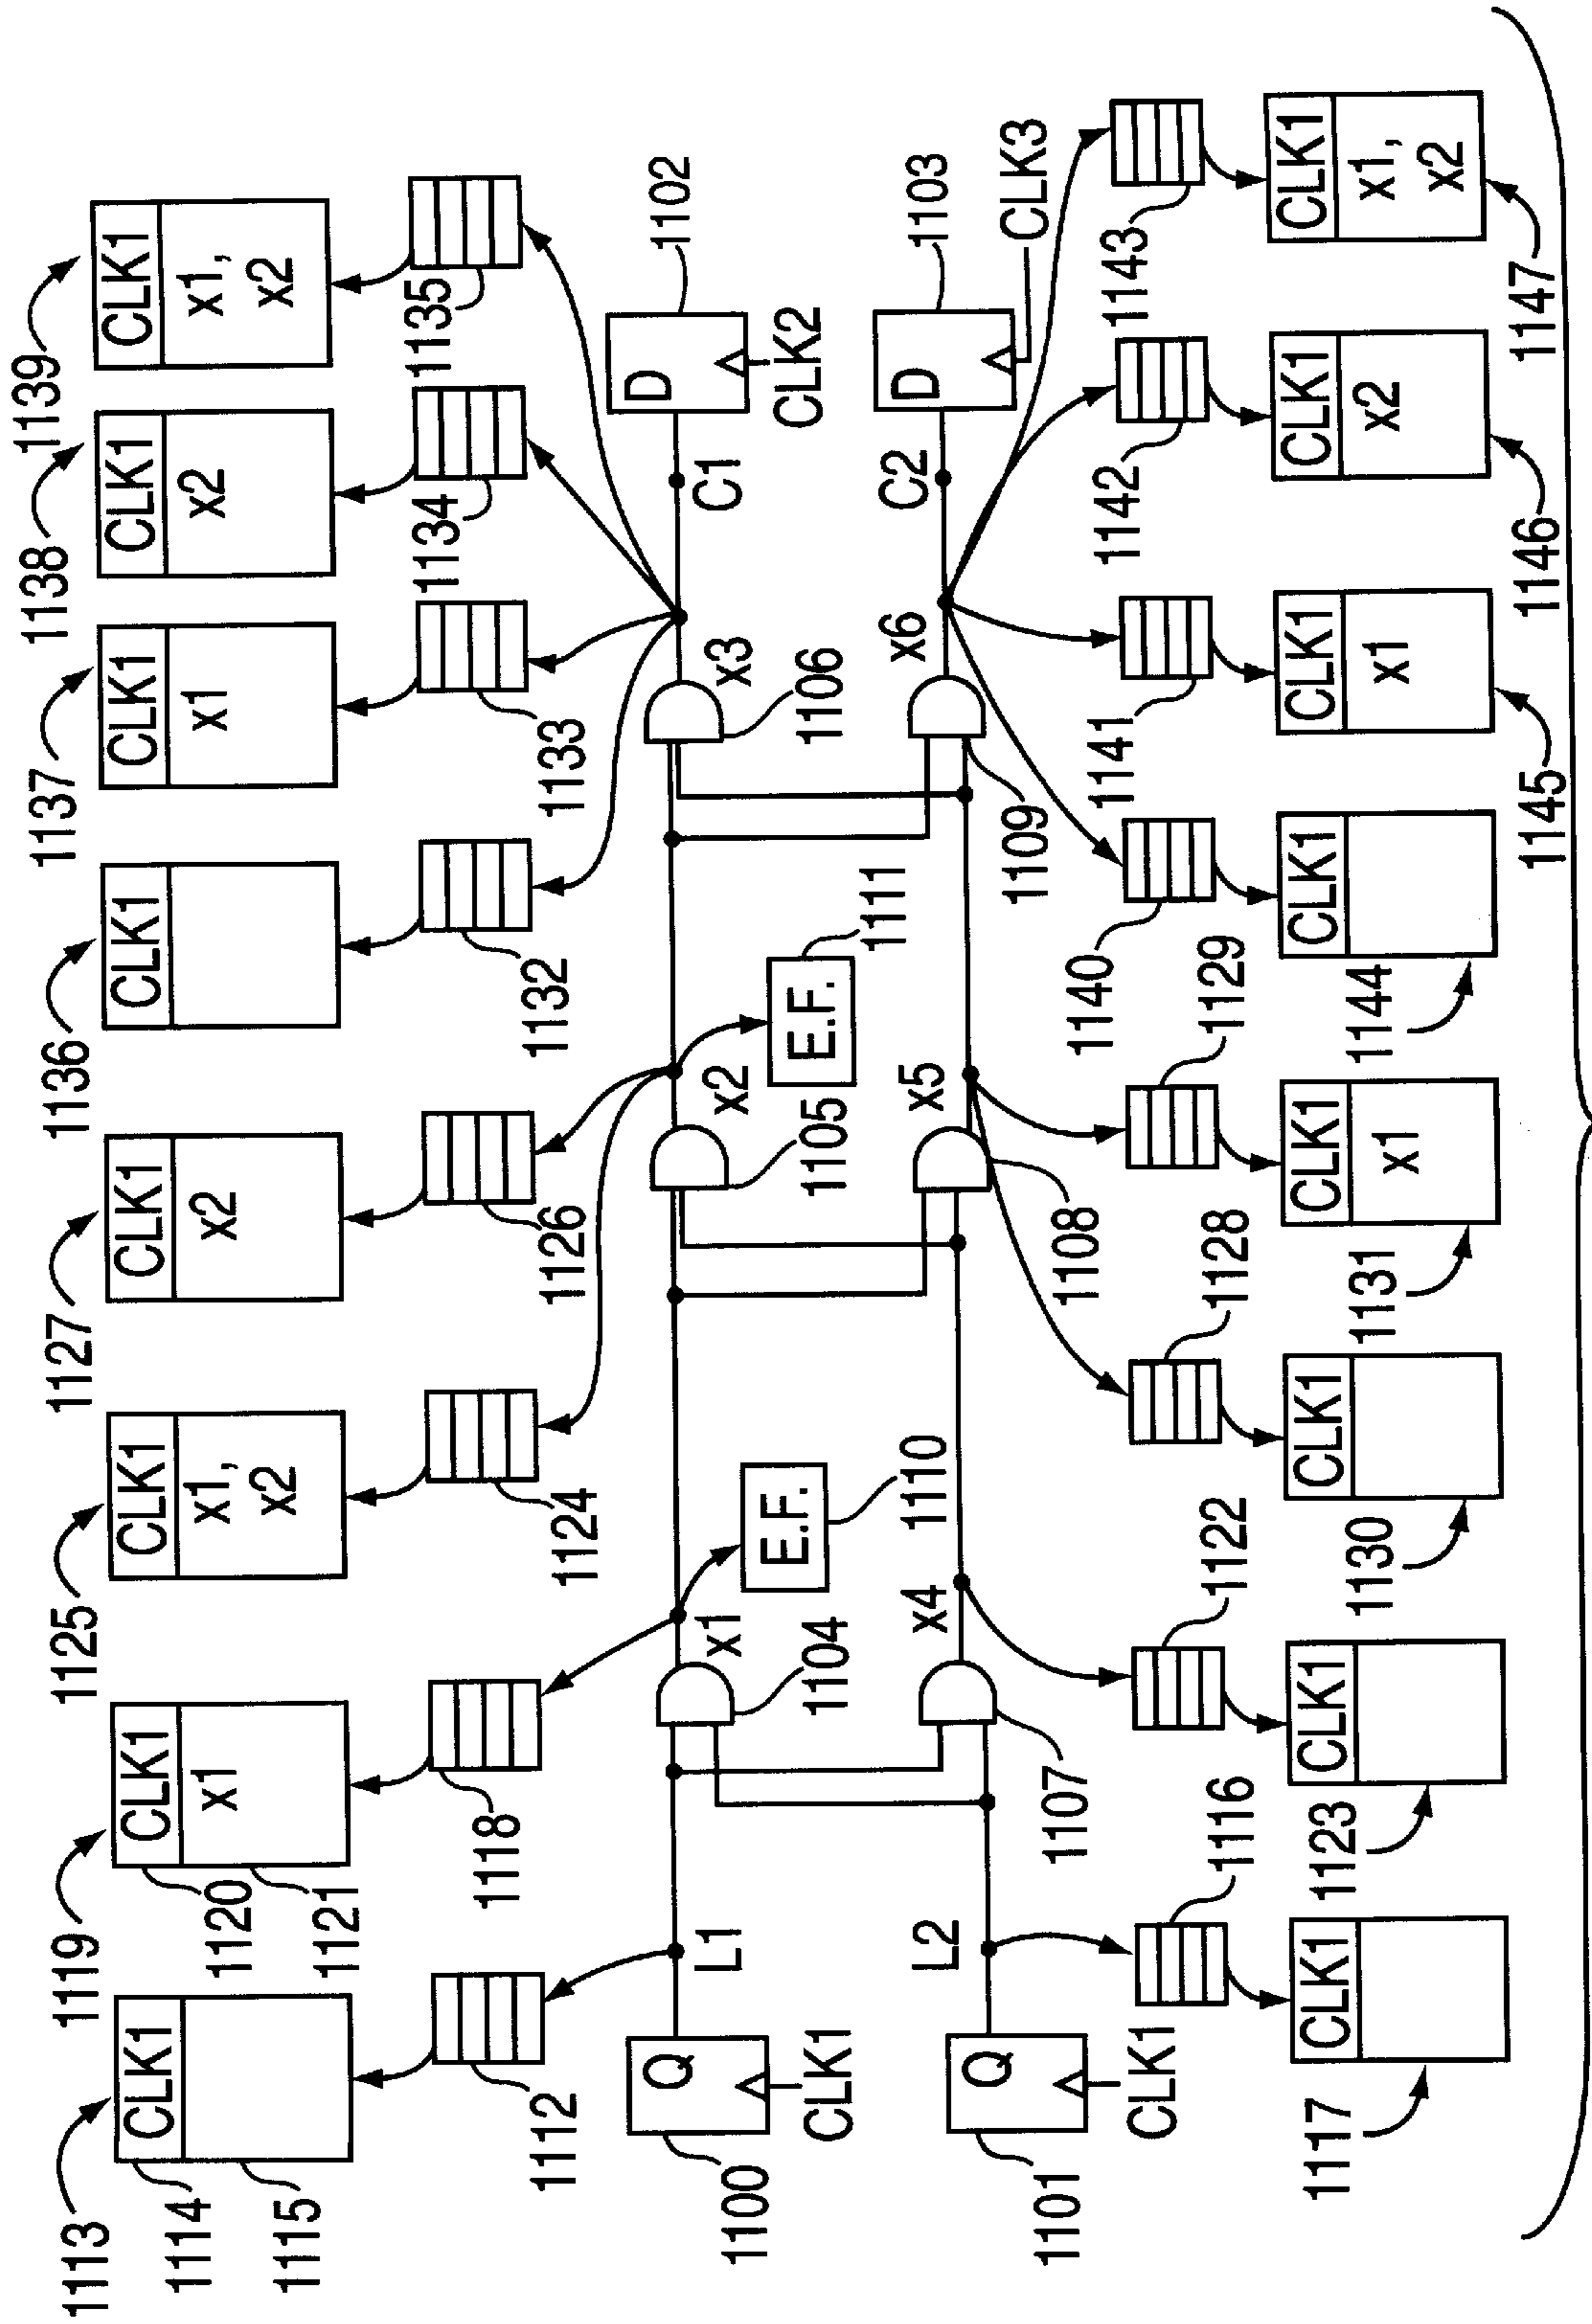 1113
1119
1125
1127
1136
1137
1138
1139
1114
CLK1
1120
CLK1
x1
CLK1
x1,
x2
CLK1
x2
CLK1
CLK1
x1
CLK1
x2
CLK1
x1,
x2
1115
1121
1112
1118
1124
1126
1132
1133
1134
1135
1100
Q
CLK1
L1
x1
1104
E.F.
1110
x2
1105
E.F.
1111
x3
1106
C1
D
CLK2
1102
1101
Q
CLK1
L2
1107
x4
1108
x5
1109
x6
C2
D
CLK3
1103
1116
1122
1128
1129
1140
1141
1142
1143
CLK1
CLK1
CLK1
CLK1
x1
CLK1
CLK1
x1
CLK1
x2
CLK1
x1,
x2
1117
1123
1130
1131
1144
1145
1146
1147